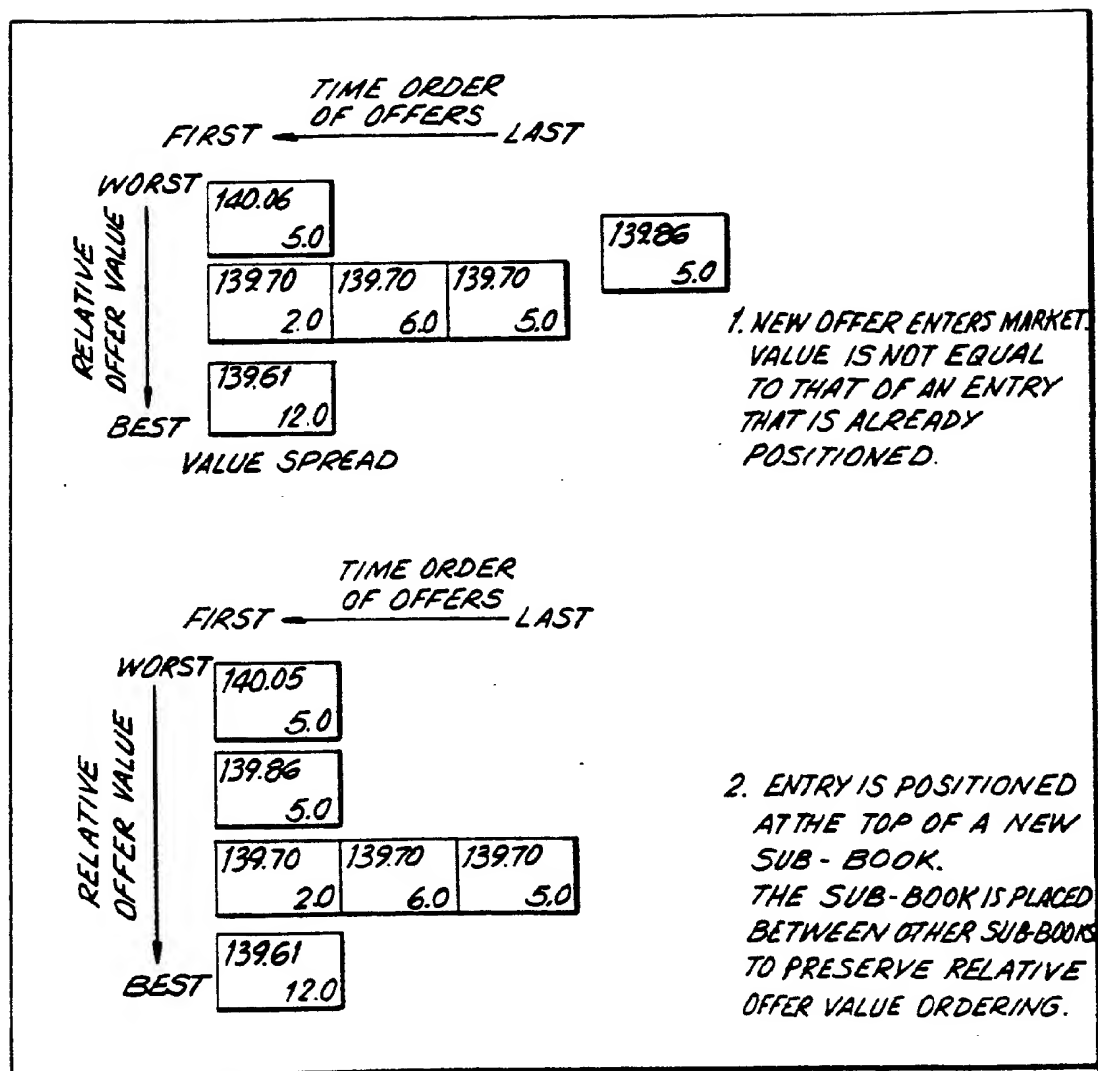 TIME ORDER
OF OFFERS
FIRST LAST
WORST
RELATIVE
OFFER VALUE
BEST
140.06
5.0
139.70 139.70 139.70
2.0 6.0 5.0
139.61
12.0
VALUE SPREAD
139.86
5.0
1. NEW OFFER ENTERS MARKET.
VALUE IS NOT EQUAL
TO THAT OF AN ENTRY
THAT IS ALREADY
POSITIONED.
TIME ORDER
OF OFFERS
FIRST LAST
WORST
RELATIVE
OFFER VALUE
BEST
140.05
5.0
139.86
5.0
139.70 139.70 139.70
2.0 6.0 5.0
139.61
12.0
2. ENTRY IS POSITIONED
AT THE TOP OF A NEW
SUB-BOOK.
THE SUB-BOOK IS PLACED
BETWEEN OTHER SUB-BOOKS
TO PRESERVE RELATIVE
OFFER VALUE ORDERING.